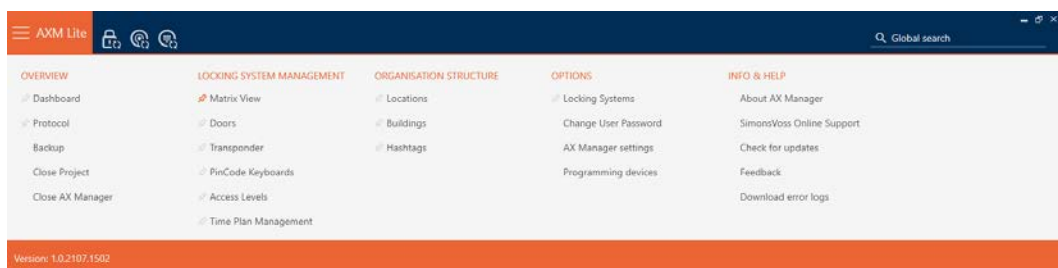 AXM Lite
Global search
OVERVIEW
Dashboard
Protocol
Backup
Close Project
Close AX Manager
LOCKING SYSTEM MANAGEMENT
Matrix View
Doors
Transponder
PinCode Keyboards
Access Levels
Time Plan Management
ORGANISATION STRUCTURE
Locations
Buildings
Hashtags
OPTIONS
Locking Systems
Change User Password
AX Manager settings
Programming devices
INFO & HELP
About AX Manager
SimonsVoss Online Support
Check for updates
Feedback
Download error logs
Version: 1.0.2107.1502